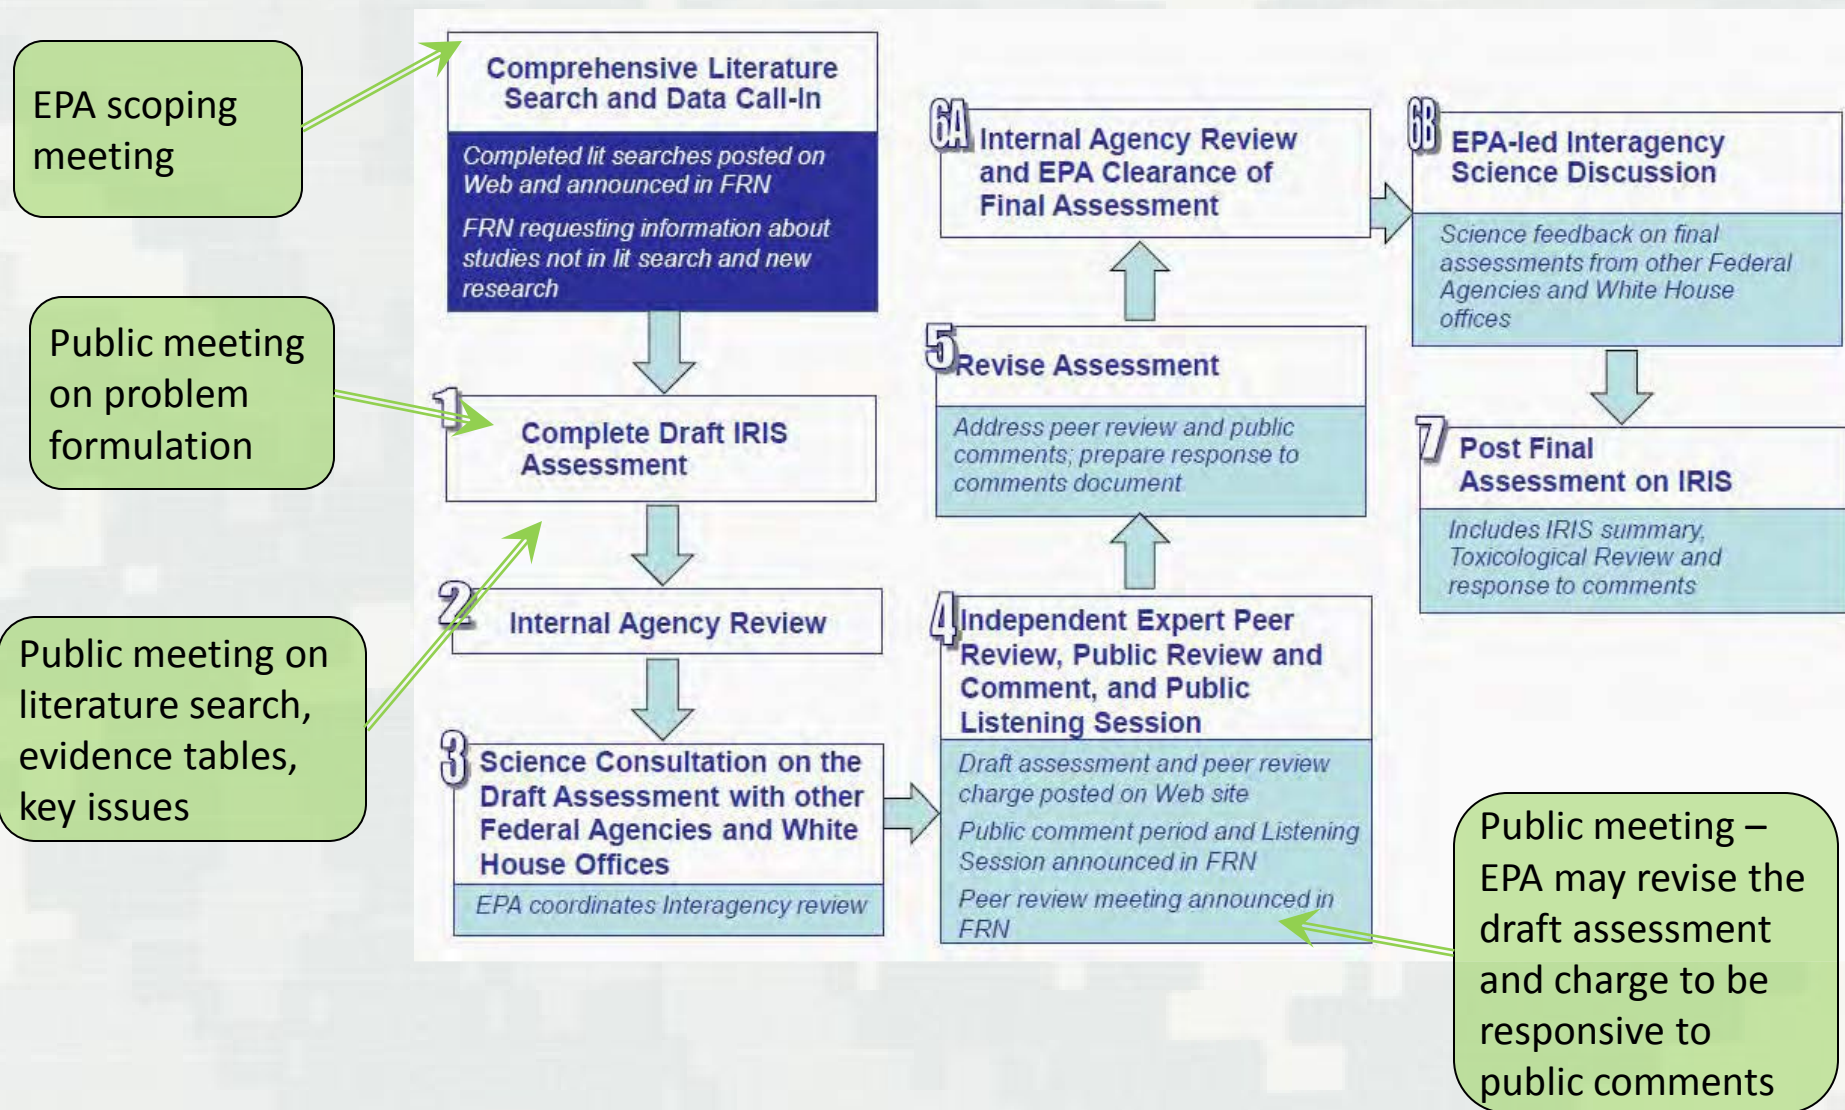 EPA scoping
meeting
Public meeting
on problem
formulation
Public meeting on
literature search,
evidence tables,
key issues
Comprehensive Literature
Search and Data Call-In
Completed lit searches posted on
Web and announced in FRN
FRN requesting information about
studies not in lit search and new
research
1
Complete Draft IRIS
Assessment
2
Internal Agency Review
3
Science Consultation on the
Draft Assessment with other
Federal Agencies and White
House Offices
EPA coordinates Interagency review
4
Independent Expert Peer
Review, Public Review and
Comment, and Public
Listening Session
Draft assessment and peer review
charge posted on Web site
Public comment period and Listening
Session announced in FRN
Peer review meeting announced in
FRN
5
Revise Assessment
Address peer review and public
comments; prepare response to
comments document
6A
Internal Agency Review
and EPA Clearance of
Final Assessment
6B
EPA-led Interagency
Science Discussion
Science feedback on final
assessments from other Federal
Agencies and White House
offices
7
Post Final
Assessment on IRIS
Includes IRIS summary,
Toxicological Review and
response to comments
Public meeting –
EPA may revise the
draft assessment
and charge to be
responsive to
public comments